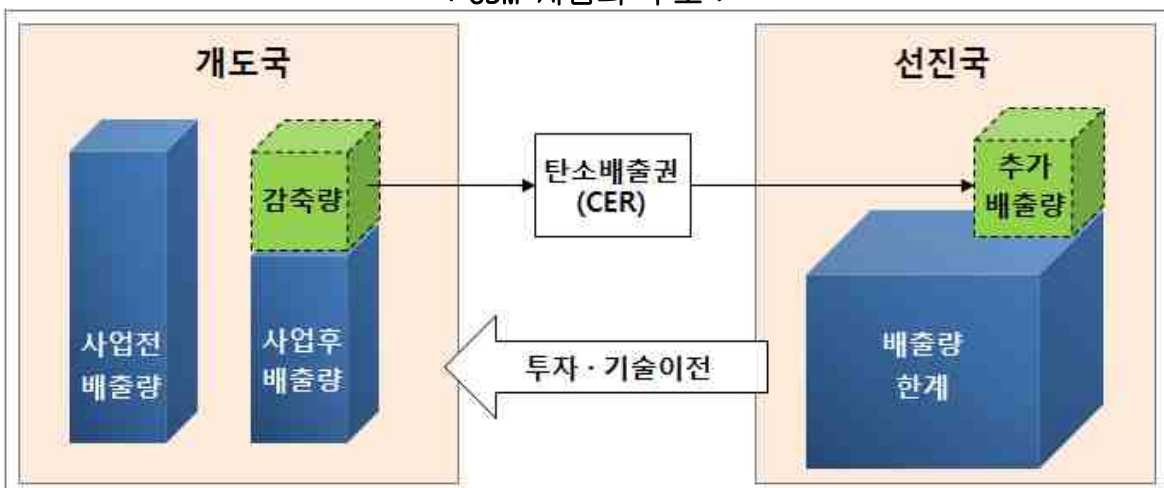 개도국
선진국
감축량
탄소배출권
(CER)
추가
배출량
사업전
배출량
사업후
배출량
투자 · 기술이전
배출량
한계